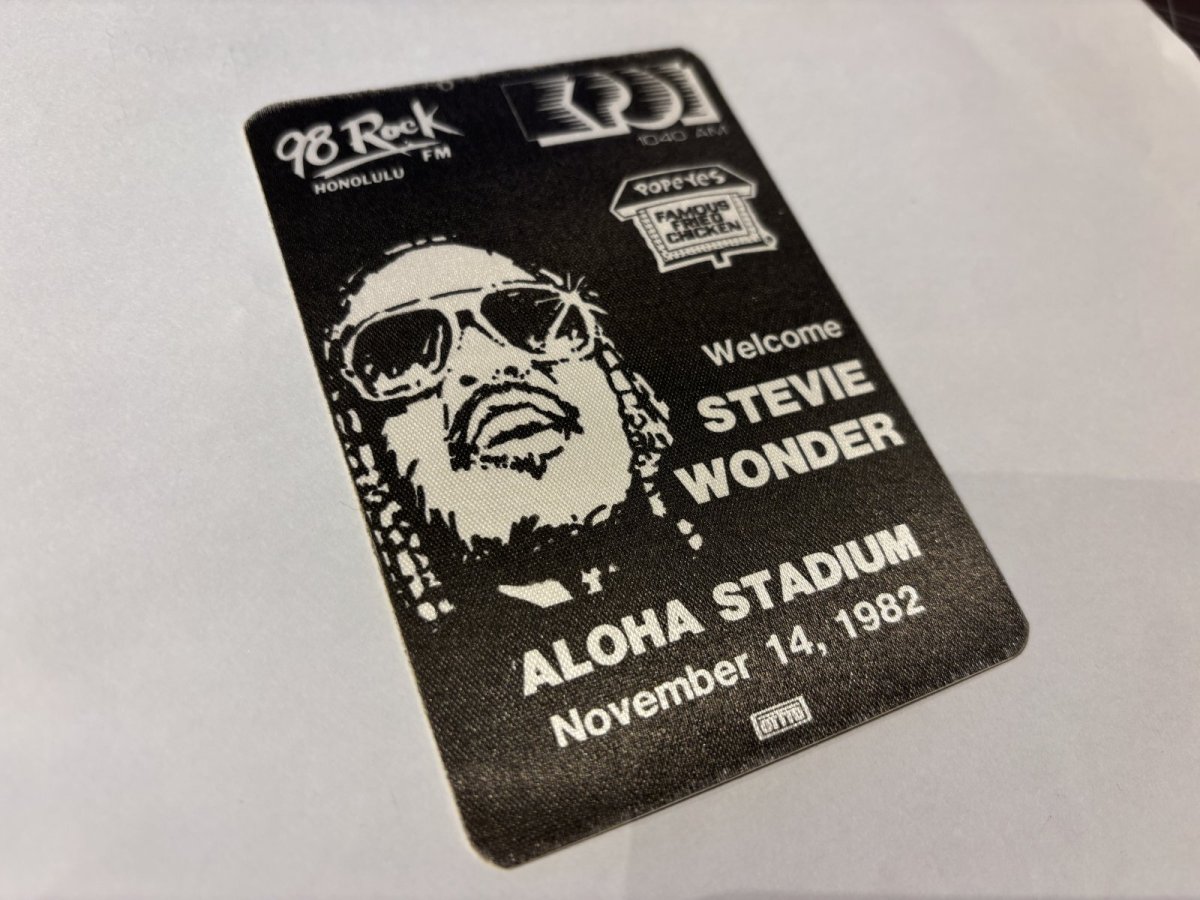 98 Rock
FM
HONOLULU
KPOI
1040 AM
POPEYES
FAMOUS
FRIED
CHICKEN
Welcome
STEVIE
WONDER
ALOHA STADIUM
November 14, 1982
OTTO